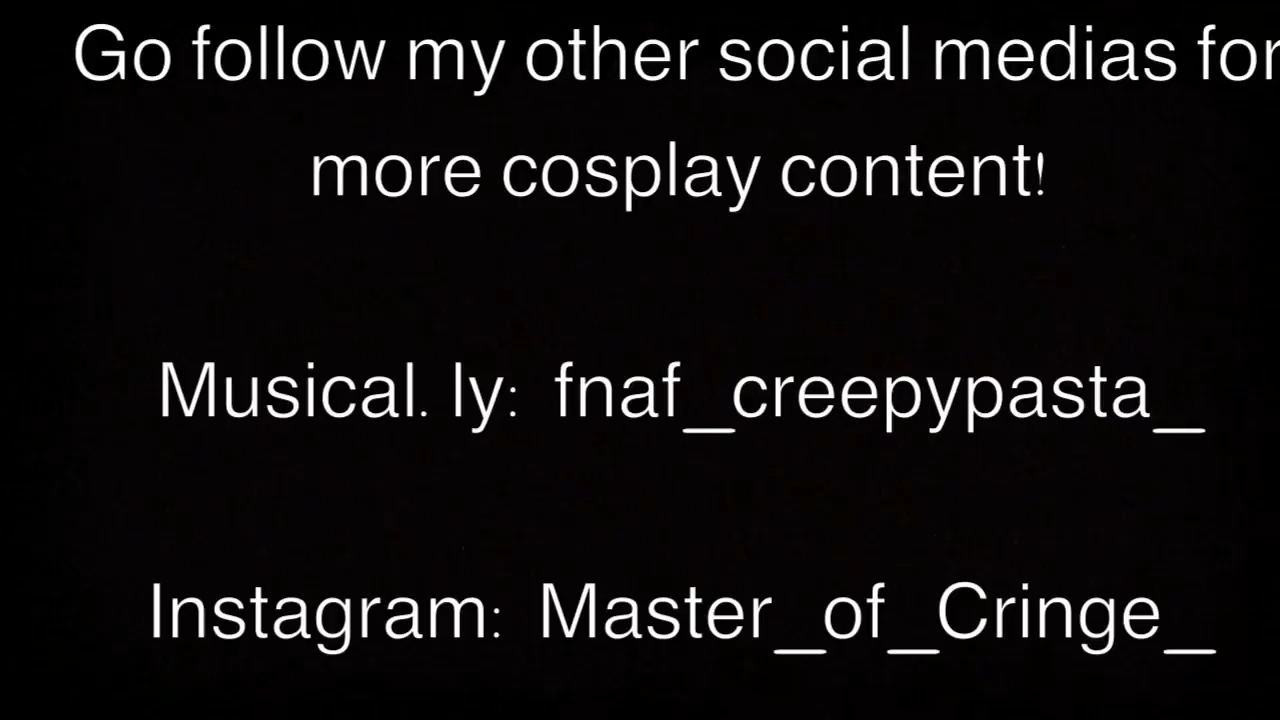 Go follow my other social medias for
more cosplay content!
Musical. ly: fnaf_creepypasta_
Instagram: Master_of_Cringe_